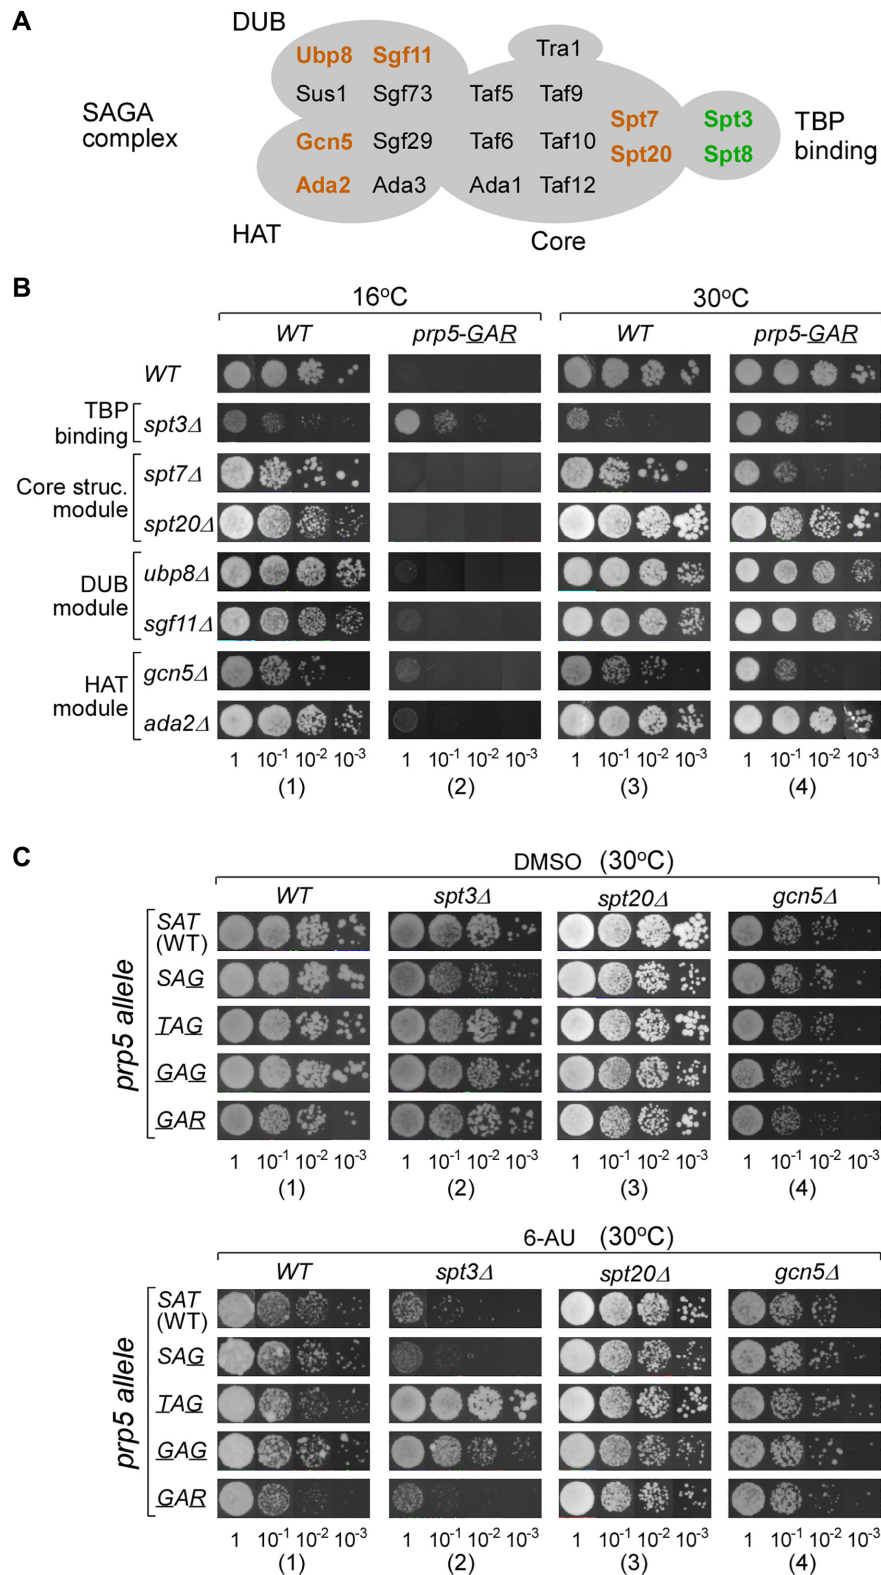 A
DUB
Ubp8 Sgf11
Tra1
Sus1 Sgf73 Taf5 Taf9
SAGA
complex
Spt7 Spt3
TBP
binding
Gcn5 Sgf29 Taf6 Taf10
Spt20 Spt8
Ada2 Ada3 Ada1 Taf12
HAT
Core
B
16°C 30°C
WT prp5-GAR WT prp5-GAR
WT
TBP
binding
spt3Δ
Core struc.
module
spt7Δ
spt20Δ
DUB
module
ubp8Δ
sgf11Δ
HAT
module
gcn5Δ
ada2Δ
1 10-1 10-2 10-3 1 10-1 10-2 10-3 1 10-1 10-2 10-3 1 10-1 10-2 10-3
(1) (2) (3) (4)
C
DMSO (30°C)
WT spt3Δ spt20Δ gcn5Δ
prp5 allele
SAT
(WT)
SAG
TAG
GAG
GAR
1 10-1 10-2 10-3 1 10-1 10-2 10-3 1 10-1 10-2 10-3 1 10-1 10-2 10-3
(1) (2) (3) (4)
6-AU (30°C)
WT spt3Δ spt20Δ gcn5Δ
prp5 allele
SAT
(WT)
SAG
TAG
GAG
GAR
1 10-1 10-2 10-3 1 10-1 10-2 10-3 1 10-1 10-2 10-3 1 10-1 10-2 10-3
(1) (2) (3) (4)